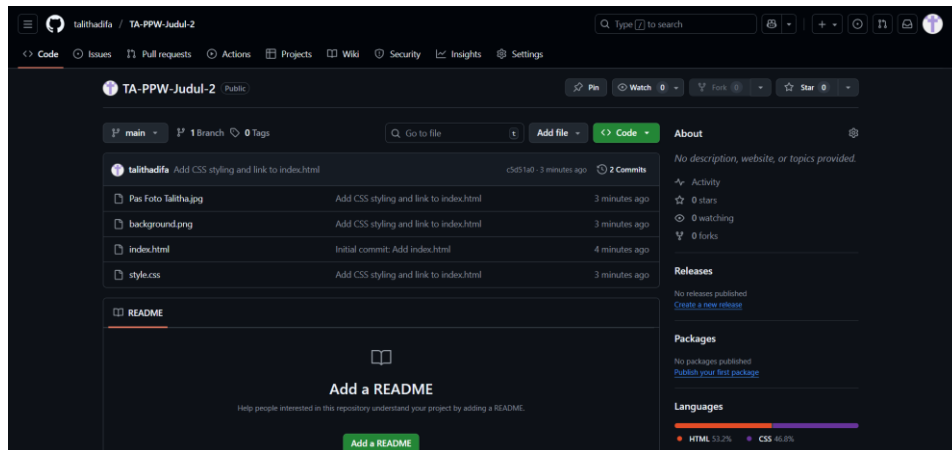 talithadifa / TA-PPW-Judul-2
Type / to search
Code Issues Pull requests Actions Projects Wiki Security Insights Settings
TA-PPW-Judul-2 Public
Pin Watch 0 Fork 0 Star 0
main 1 Branch 0 Tags
Go to file t Add file Code
talithadifa Add CSS styling and link to index.html c5d51a0 · 3 minutes ago 2 Commits
Pas Foto Talitha.jpg Add CSS styling and link to index.html 3 minutes ago
background.png Add CSS styling and link to index.html 3 minutes ago
index.html Initial commit: Add index.html 4 minutes ago
style.css Add CSS styling and link to index.html 3 minutes ago
README
Add a README
Help people interested in this repository understand your project by adding a README.
Add a README
About
No description, website, or topics provided.
Activity
0 stars
0 watching
0 forks
Releases
No releases published
Create a new release
Packages
No packages published
Publish your first package
Languages
HTML 53.2% CSS 46.8%